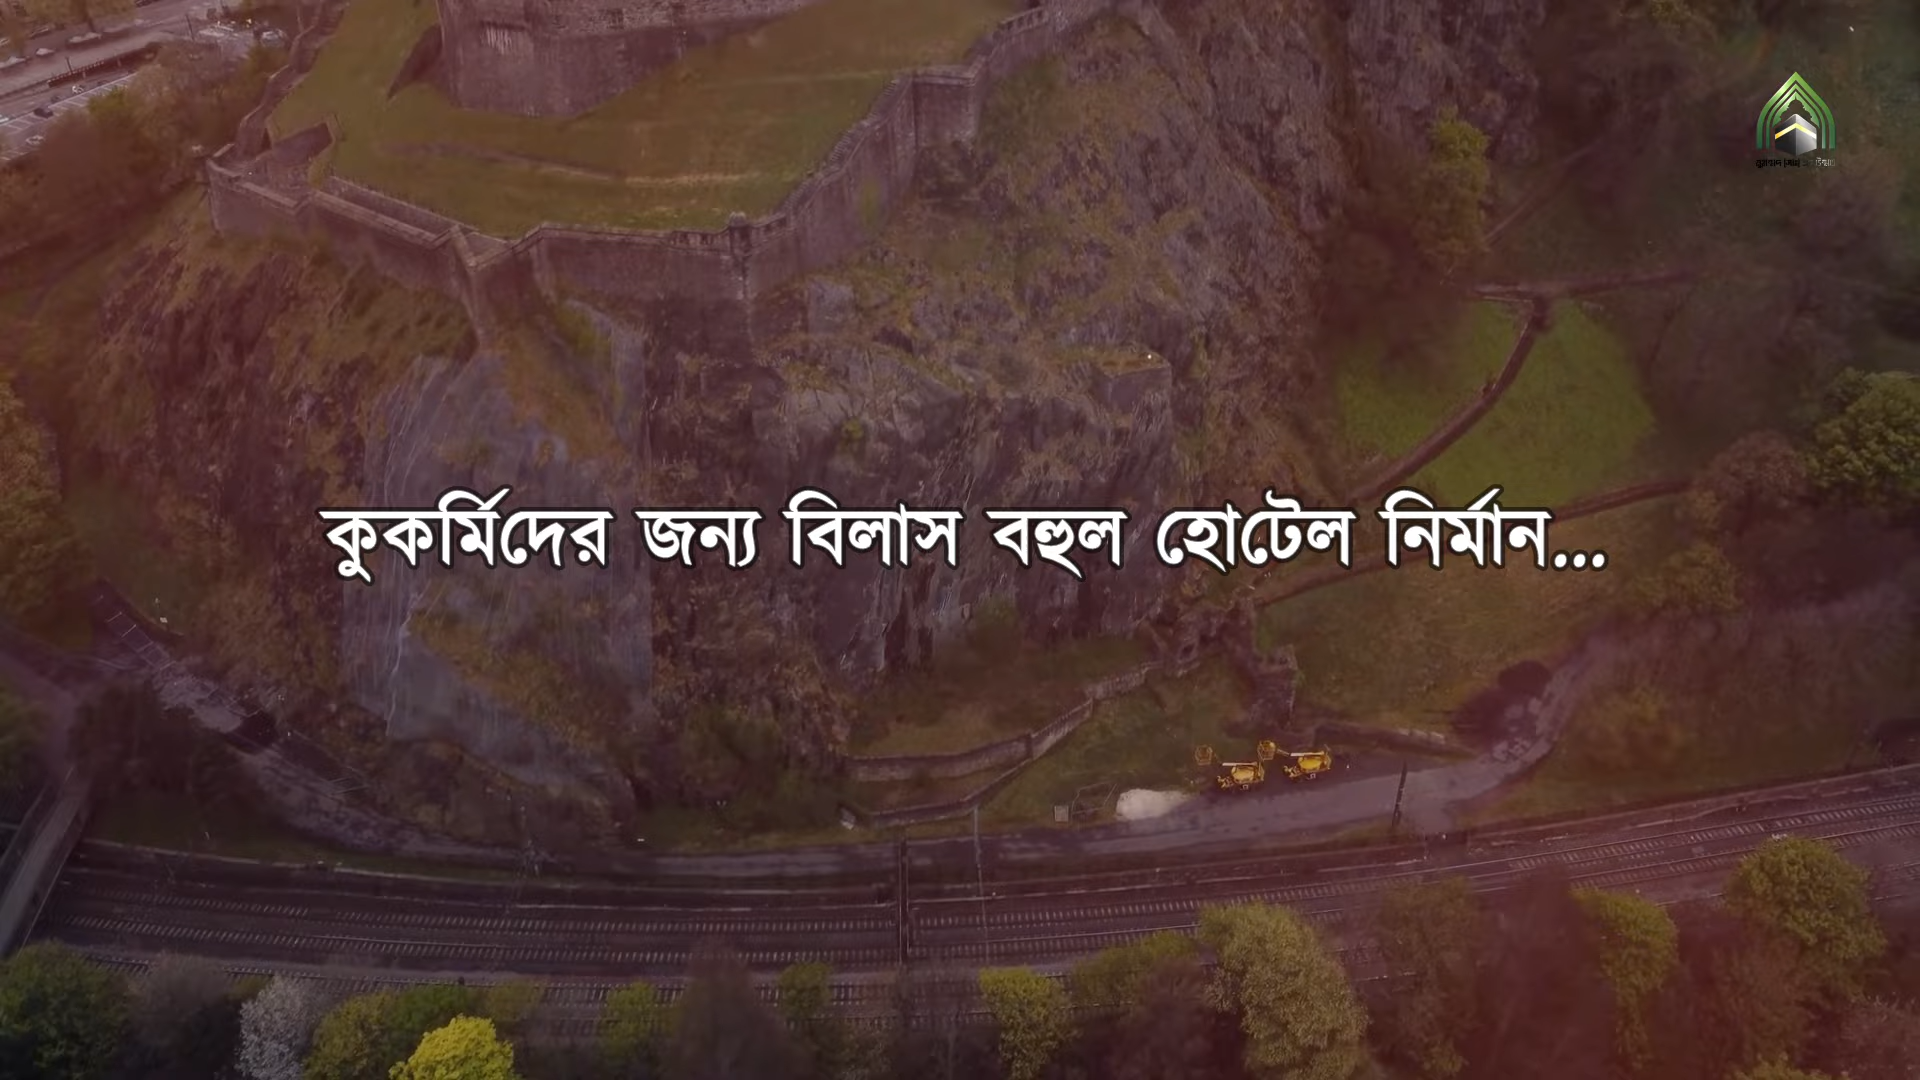 কুকর্মিদের জন্য বিলাস বহুল হোটেল নির্মান...